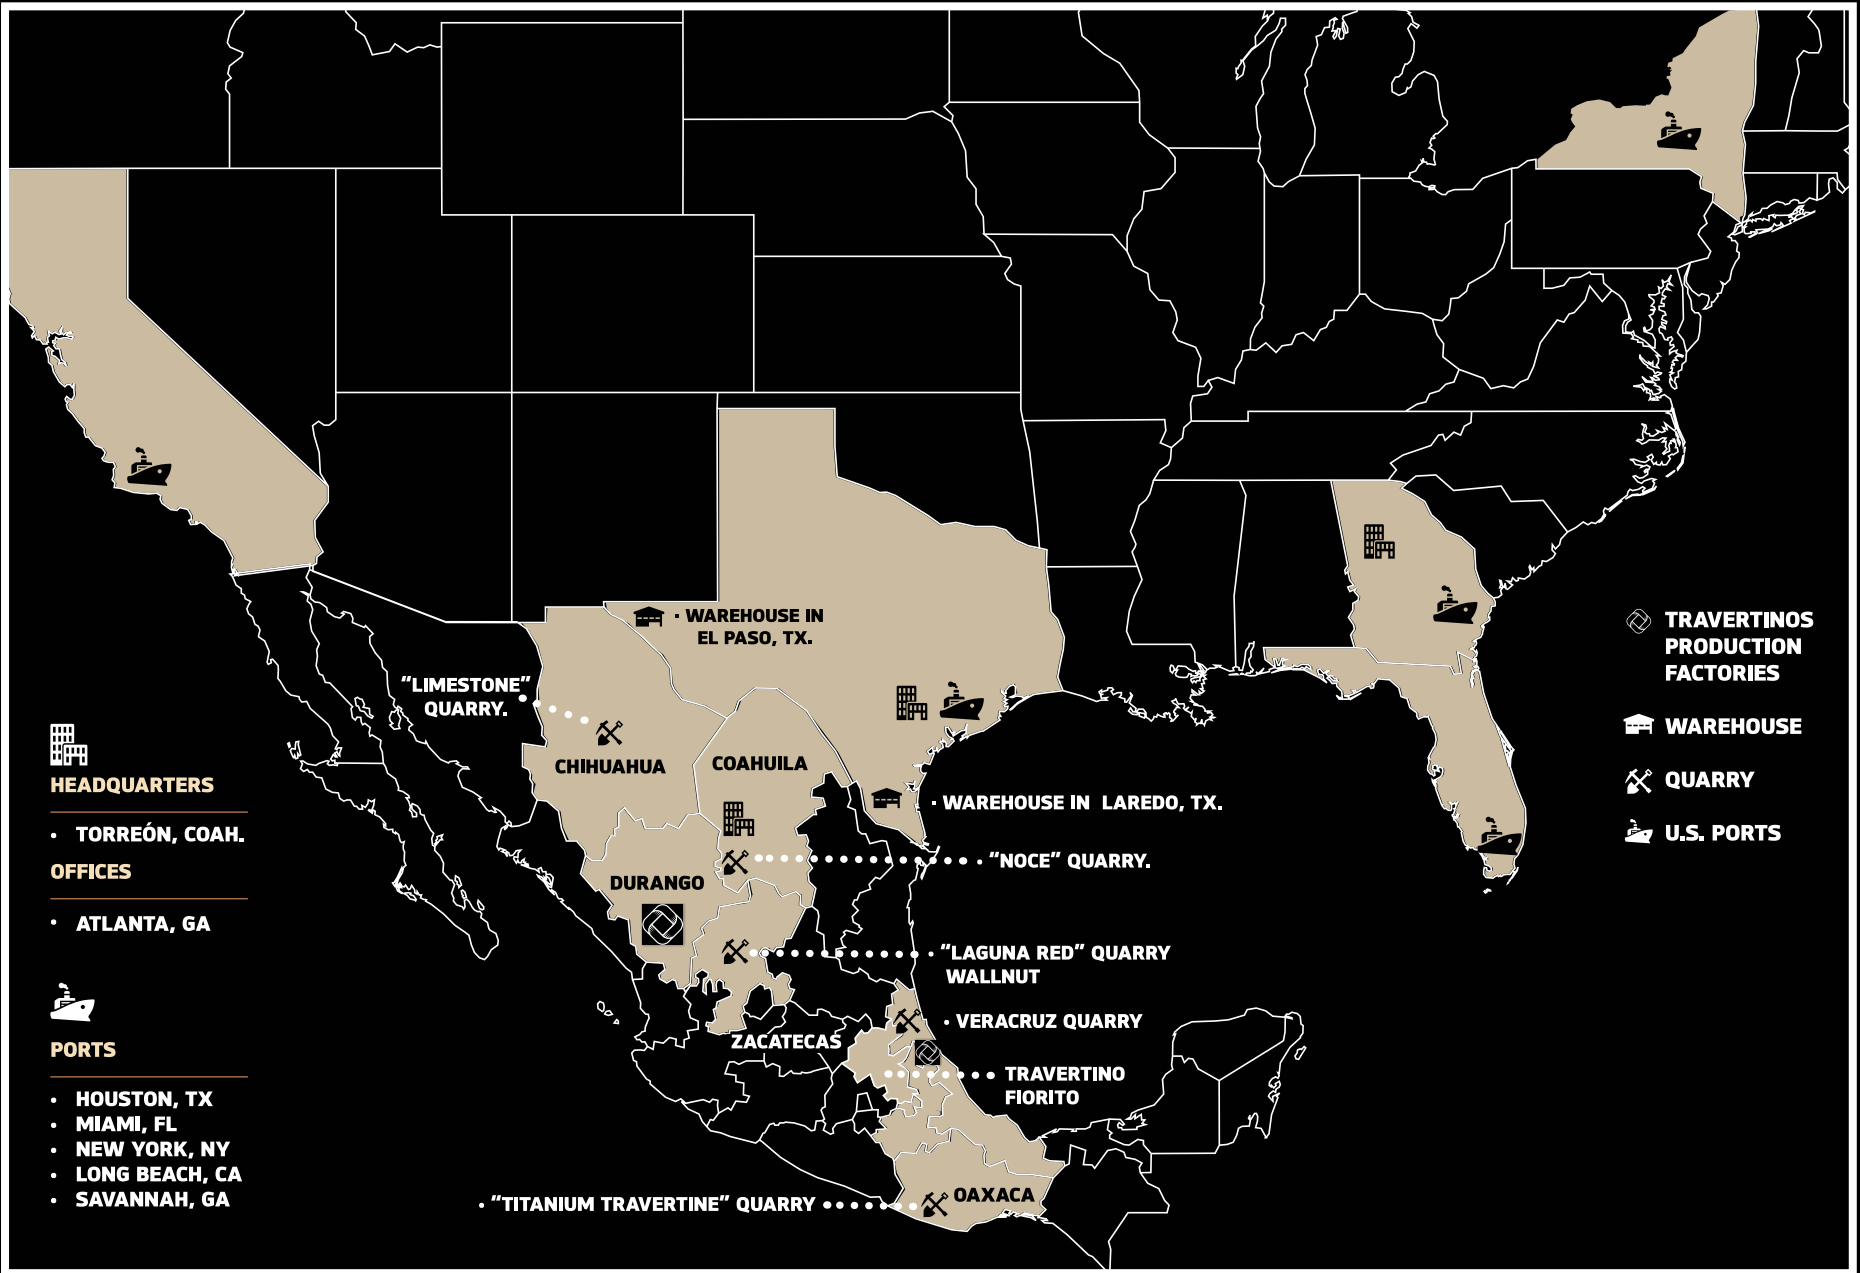 · WAREHOUSE IN
EL PASO, TX.
"LIMESTONE"
QUARRY.
CHIHUAHUA
COAHUILA
· WAREHOUSE IN LAREDO, TX.
· "NOCE" QUARRY.
DURANGO
· "LAGUNA RED" QUARRY
WALLNUT
· VERACRUZ QUARRY
ZACATECAS
TRAVERTINO
FIORITO
· "TITANIUM TRAVERTINE" QUARRY
OAXACA
HEADQUARTERS
· TORREÓN, COAH.
OFFICES
· ATLANTA, GA
PORTS
· HOUSTON, TX
· MIAMI, FL
· NEW YORK, NY
· LONG BEACH, CA
· SAVANNAH, GA
TRAVERTINOS
PRODUCTION
FACTORIES
WAREHOUSE
QUARRY
U.S. PORTS